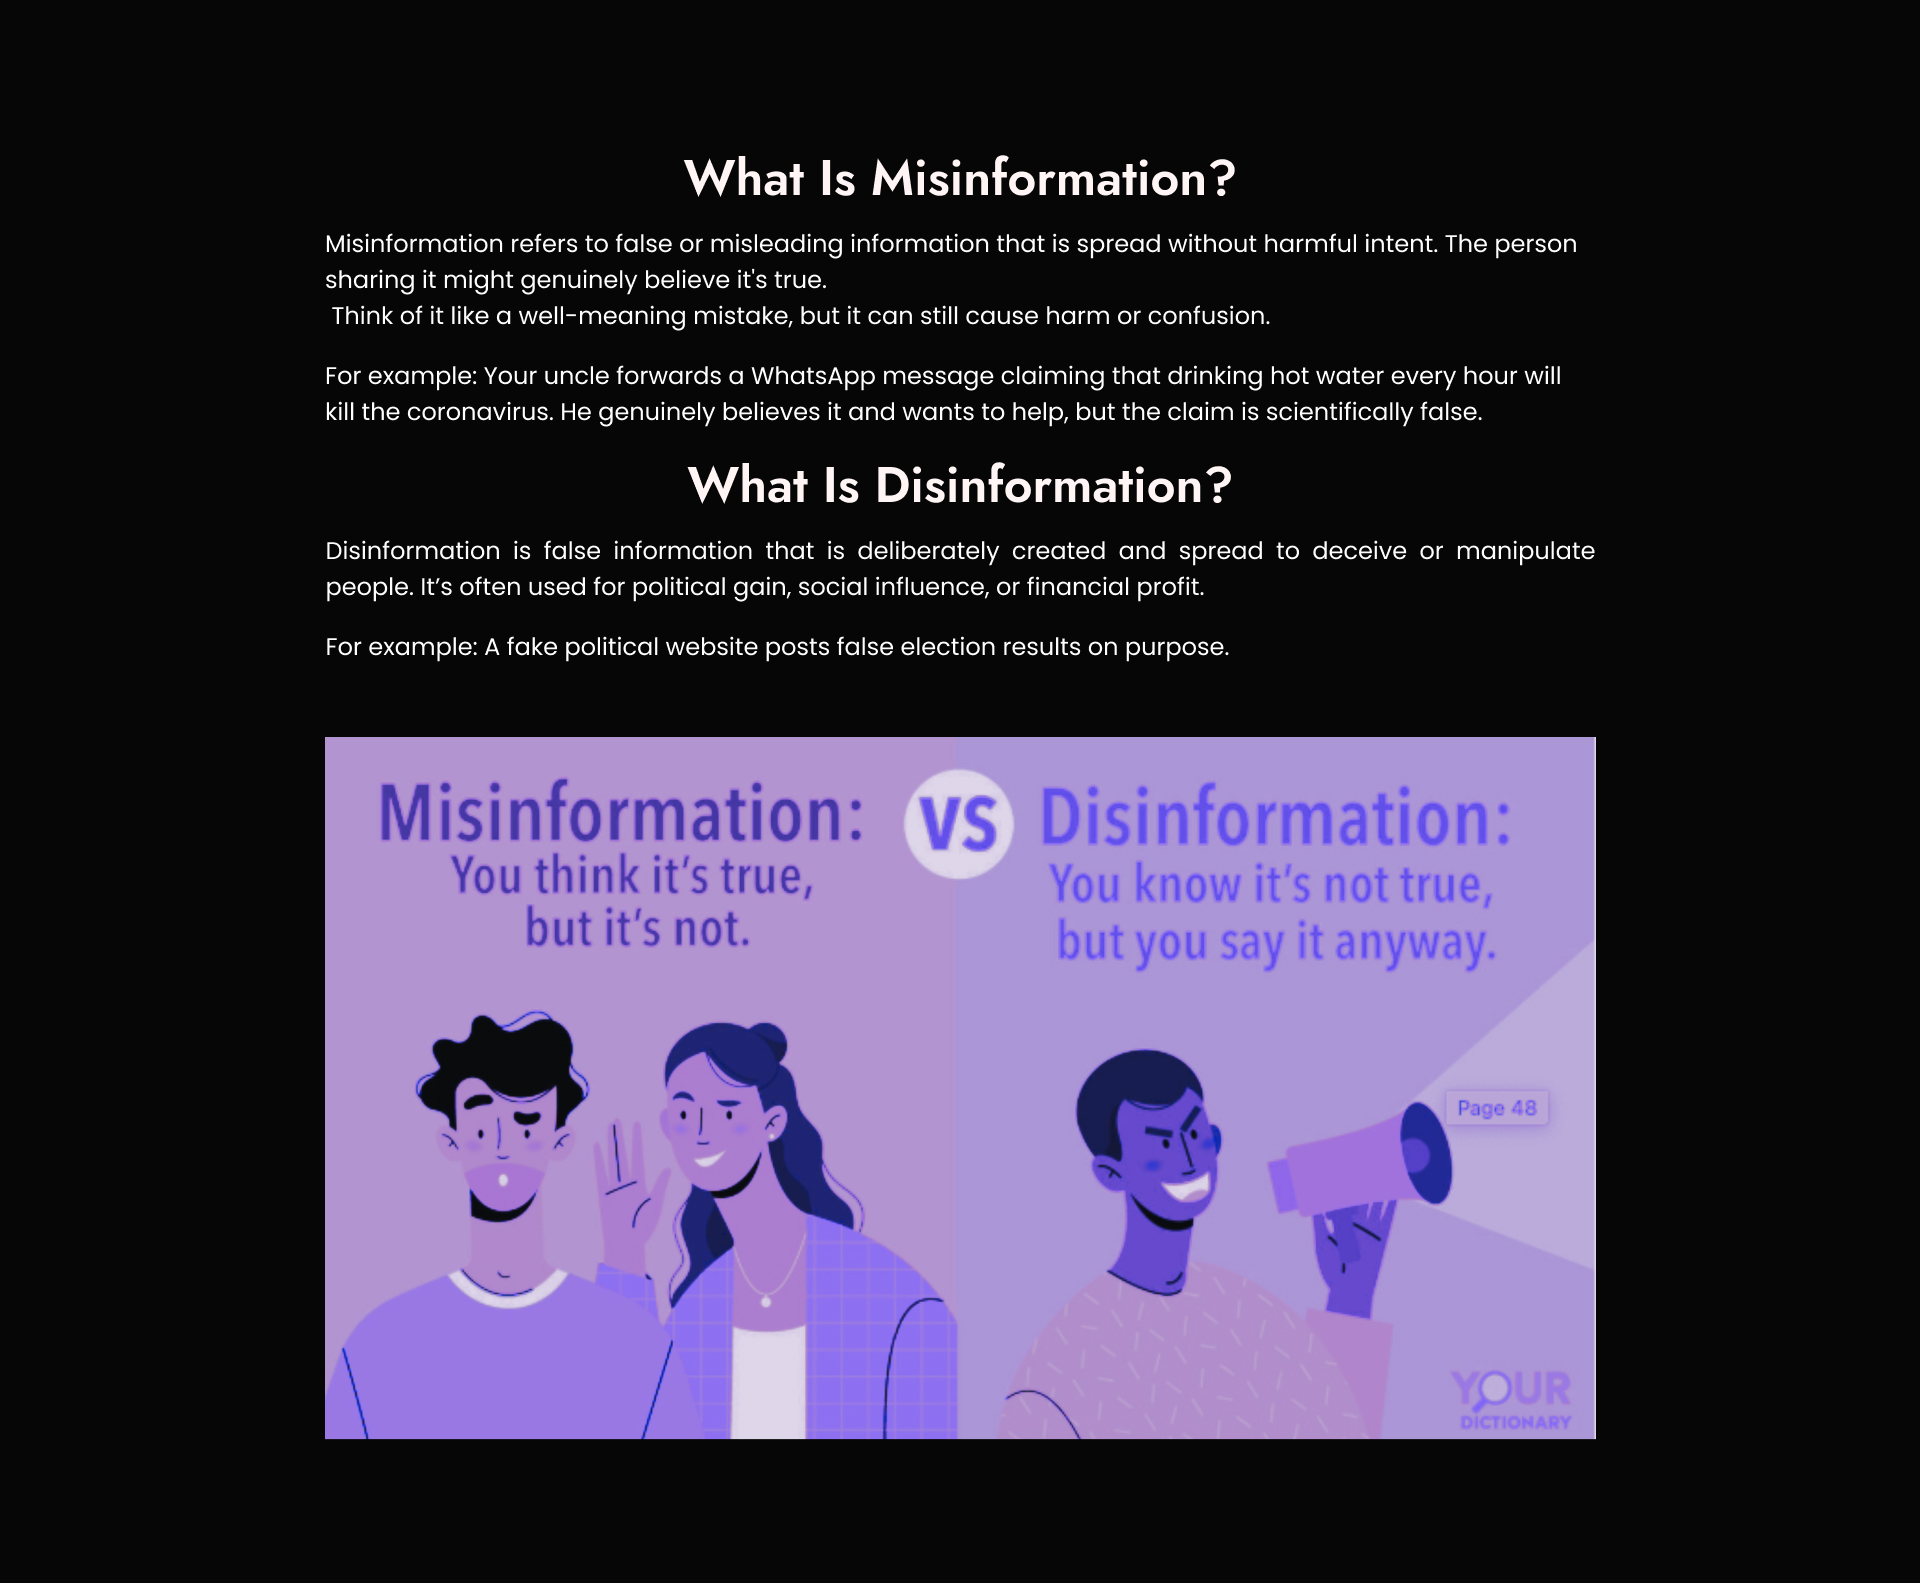 What Is Misinformation?
Misinformation refers to false or misleading information that is spread without harmful intent. The person
sharing it might genuinely believe it's true.
Think of it like a well-meaning mistake, but it can still cause harm or confusion.
For example: Your uncle forwards a WhatsApp message claiming that drinking hot water every hour will
kill the coronavirus. He genuinely believes it and wants to help, but the claim is scientifically false.
What Is Disinformation?
Disinformation is false information that is deliberately created and spread to deceive or manipulate
people. It’s often used for political gain, social influence, or financial profit.
For example: A fake political website posts false election results on purpose.
Misinformation:
You think it’s true,
but it’s not.
VS
Disinformation:
You know it’s not true,
but you say it anyway.
Page 48
YOUR
DICTIONARY